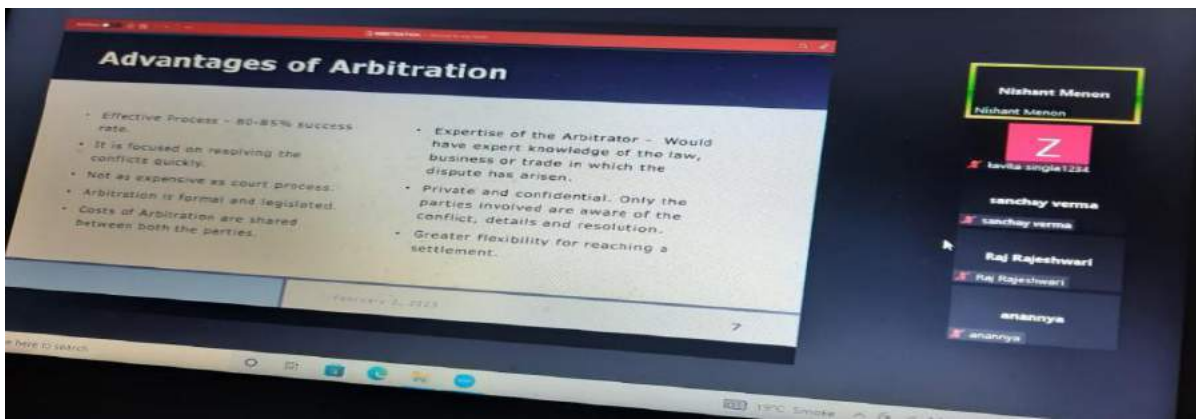 Advantages of Arbitration
• Effective Process - 80-85% success
rate.
• It is focused on resolving the
conflicts quickly.
• Not as expensive as court process.
• Arbitration is formal and legislated.
• Costs of Arbitration are shared
between both the parties.
• Expertise of the Arbitrator - Would
have expert knowledge of the law,
business or trade in which the
dispute has arisen.
• Private and confidential. Only the
parties involved are aware of the
conflict, details and resolution.
• Greater flexibility for reaching a
settlement.
February 2, 2023
7
Nishant Menon
Nishant Menon
Z
kavita single1234
sanchay verma
sanchay verma
Raj Rajeshwari
Raj Rajeshwari
anannya
anannya
here to search
19°C Smoke